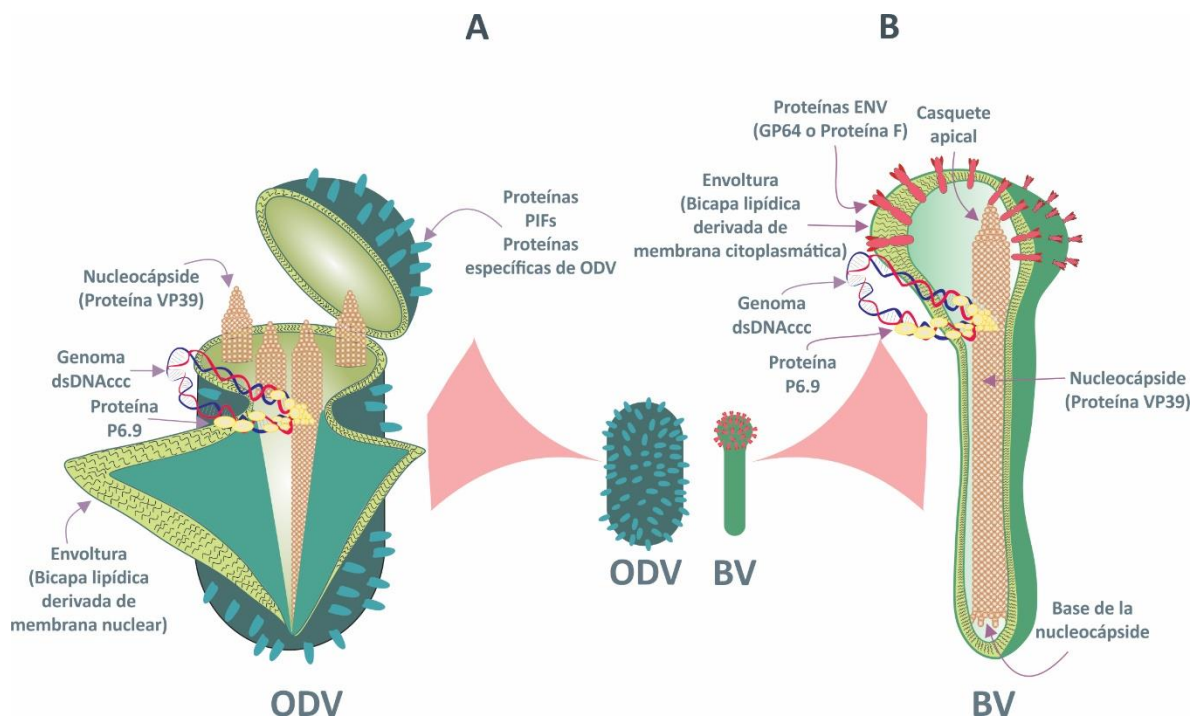 A
Proteínas
PIFs
Proteínas
específicas de ODV
Nucleocápside
(Proteína VP39)
Genoma
dsDNAccc
Proteína
P6.9
Envoltura
(Bicapa lipídica
derivada de
membrana nuclear)
ODV
ODV
BV
B
Proteínas ENV
(GP64 o Proteína F)
Casquete
apical
Envoltura
(Bicapa lipídica
derivada de
membrana citoplasmática)
Genoma
dsDNAccc
Proteína
P6.9
Nucleocápside
(Proteína VP39)
Base de la
nucleocápside
BV